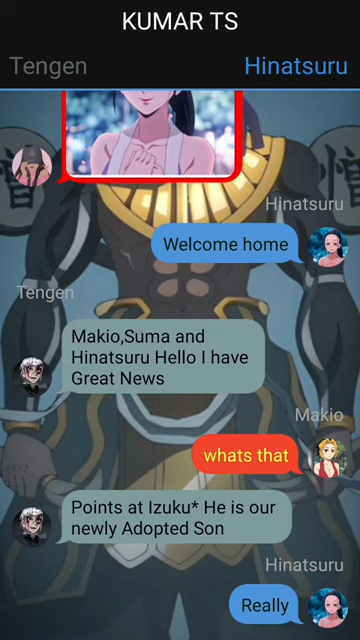 KUMAR TS
Tengen
Hinatsuru
Hinatsuru
Welcome home
Tengen
Makio,Suma and
Hinatsuru Hello I have
Great News
Makio
whats that
Points at Izuku* He is our
newly Adopted Son
Hinatsuru
Really